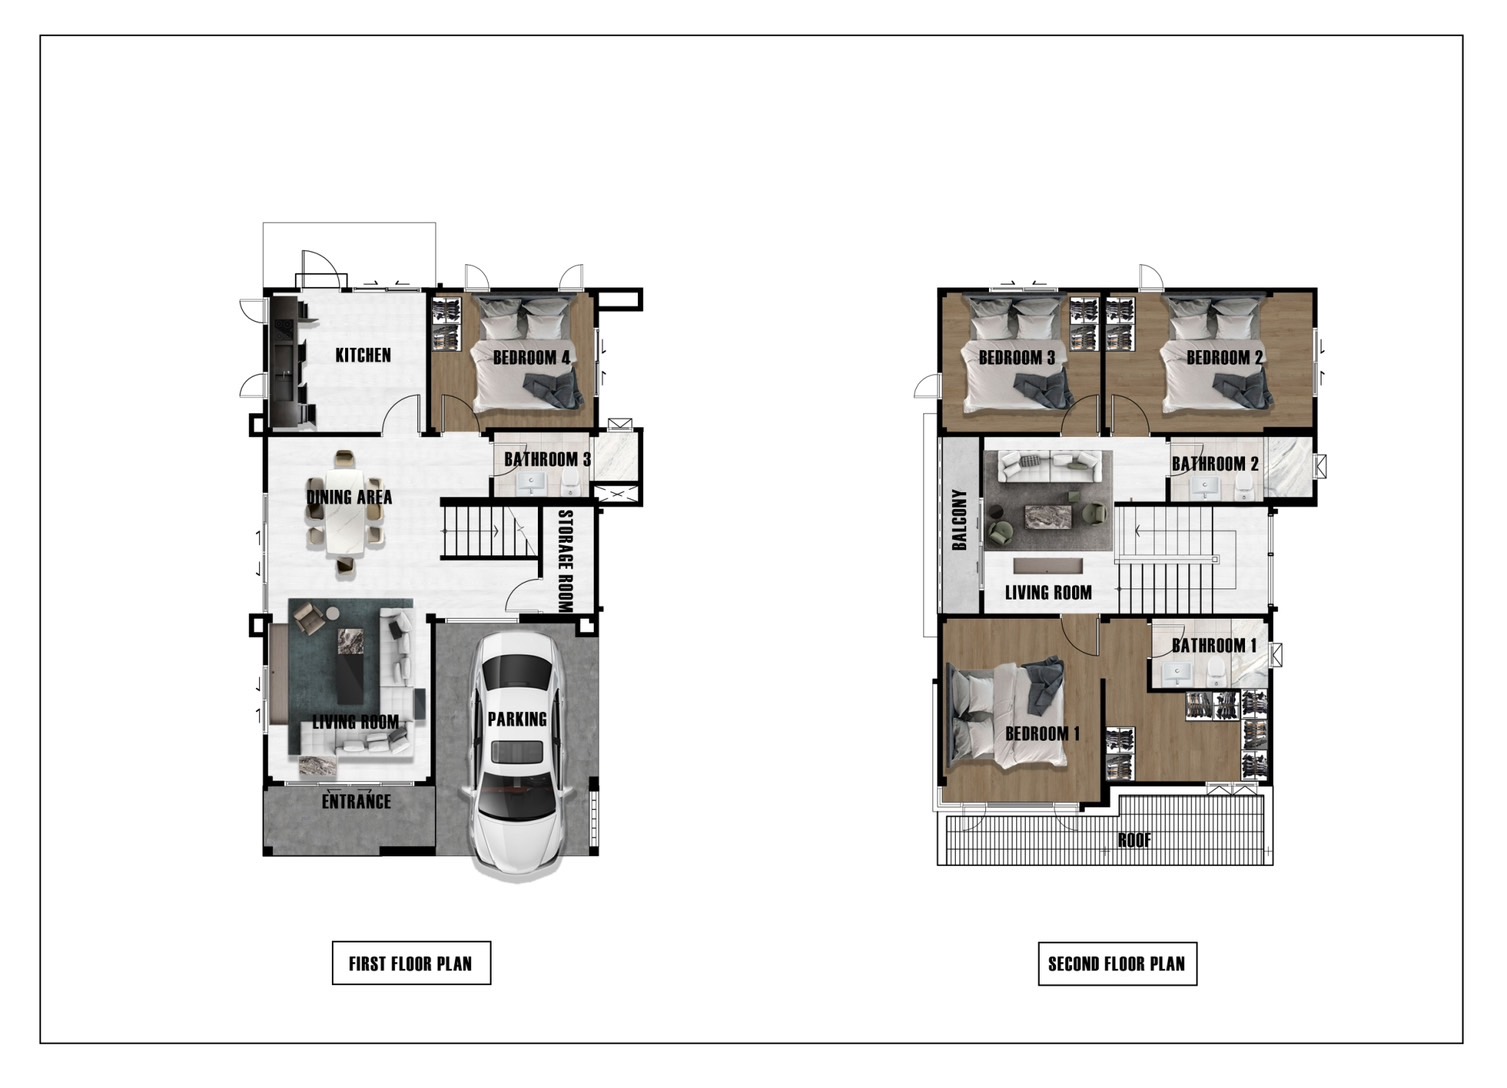 KITCHEN
BEDROOM 4
BATHROOM 3
DINING AREA
STORAGE ROOM
LIVING ROOM
PARKING
ENTRANCE
FIRST FLOOR PLAN
BEDROOM 3
BEDROOM 2
BATHROOM 2
BALCONY
LIVING ROOM
BATHROOM 1
BEDROOM 1
ROOF
SECOND FLOOR PLAN